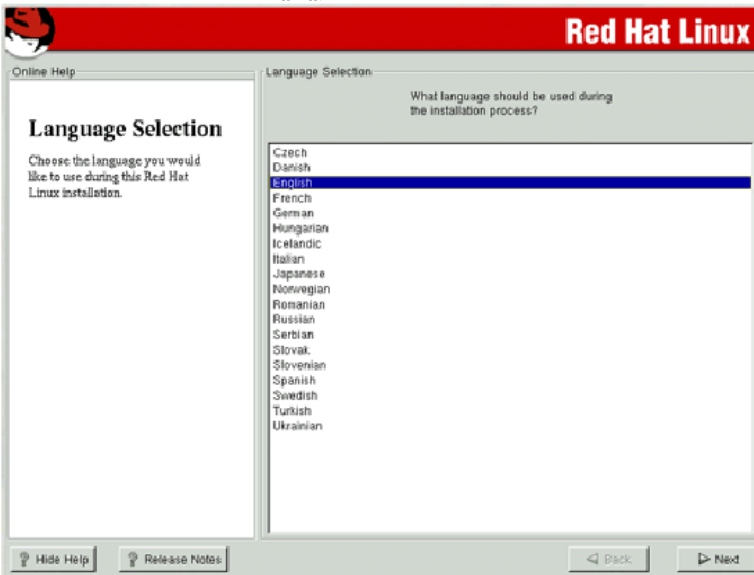 Red Hat Linux
Online Help
Language Selection
Choose the language you would
like to use during this Red Hat
Linux installation.
Language Selection
What language should be used during
the installation process?
Czech
Danish
English
French
German
Hungarian
Icelandic
Italian
Japanese
Norwegian
Romanian
Russian
Serbian
Slovak
Slovenian
Spanish
Swedish
Turkish
Ukrainian
Hide Help
Release Notes
Back
Next